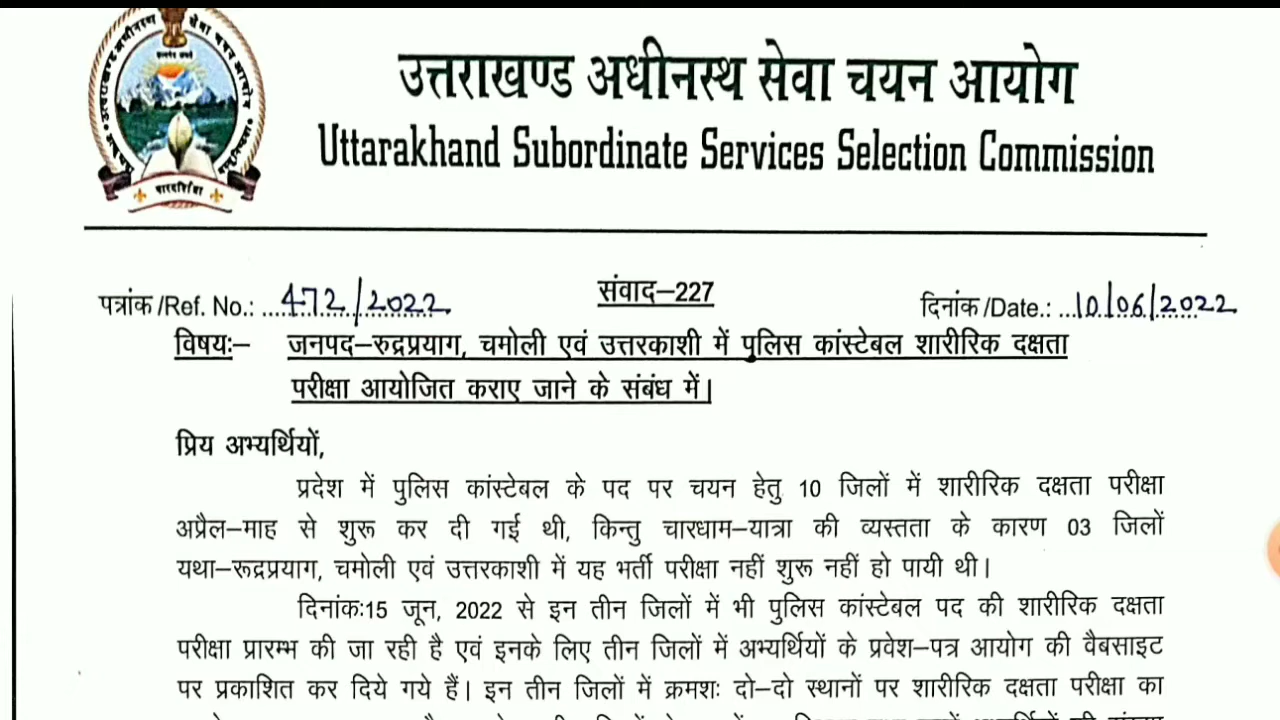 उत्तराखण्ड अधीनस्थ सेवा चयन आयोग
Uttarakhand Subordinate Services Selection Commission
पारदर्शिता
पत्रांक/Ref. No.: 472/2022 संवाद–227 दिनांक/Date.: 10/06/2022
विषयः– जनपद–रुद्रप्रयाग, चमोली एवं उत्तरकाशी में पुलिस कांस्टेबल शारीरिक दक्षता
परीक्षा आयोजित कराए जाने के संबंध में।
प्रिय अभ्यर्थियों,
प्रदेश में पुलिस कांस्टेबल के पद पर चयन हेतु 10 जिलों में शारीरिक दक्षता परीक्षा
अप्रैल–माह से शुरू कर दी गई थी, किन्तु चारधाम–यात्रा की व्यस्तता के कारण 03 जिलों
यथा–रूद्रप्रयाग, चमोली एवं उत्तरकाशी में यह भर्ती परीक्षा नहीं शुरू नहीं हो पायी थी।
दिनांकः15 जून, 2022 से इन तीन जिलों में भी पुलिस कांस्टेबल पद की शारीरिक दक्षता
परीक्षा प्रारम्भ की जा रही है एवं इनके लिए तीन जिलों में अभ्यर्थियों के प्रवेश–पत्र आयोग की वैबसाइट
पर प्रकाशित कर दिये गये हैं। इन तीन जिलों में क्रमशः दो–दो स्थानों पर शारीरिक दक्षता परीक्षा का